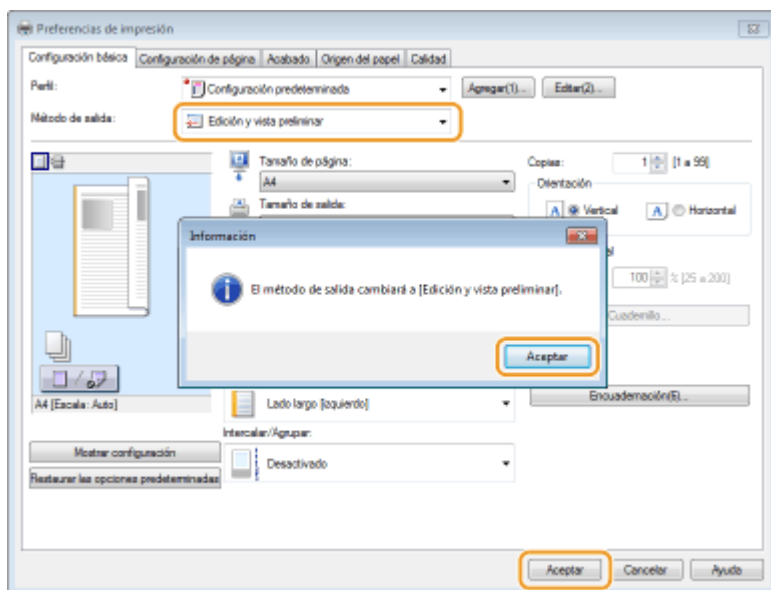 Preferencias de impresión
Configuración básica Configuración de página Acabado Origen del papel Calidad
Perfil: Configuración predeterminada Agregar(1)... Editar(2)...
Método de salida: Edición y vista preliminar
Tamaño de página: Copias: 1 [1 a 99]
A4 Orientación
Tamaño de salida: A Vertical A Horizontal
Información
100 % [25 a 200]
El método de salida cambiará a [Edición y vista preliminar].
Cuadernillo...
Aceptar
A4 [Escala: Auto] Lado largo [Izquierdo] Encuadernación(E)...
Intercalar/Agrupar:
Mostrar configuración Desactivado
Restaurar las opciones predeterminadas
Aceptar Cancelar Ayuda